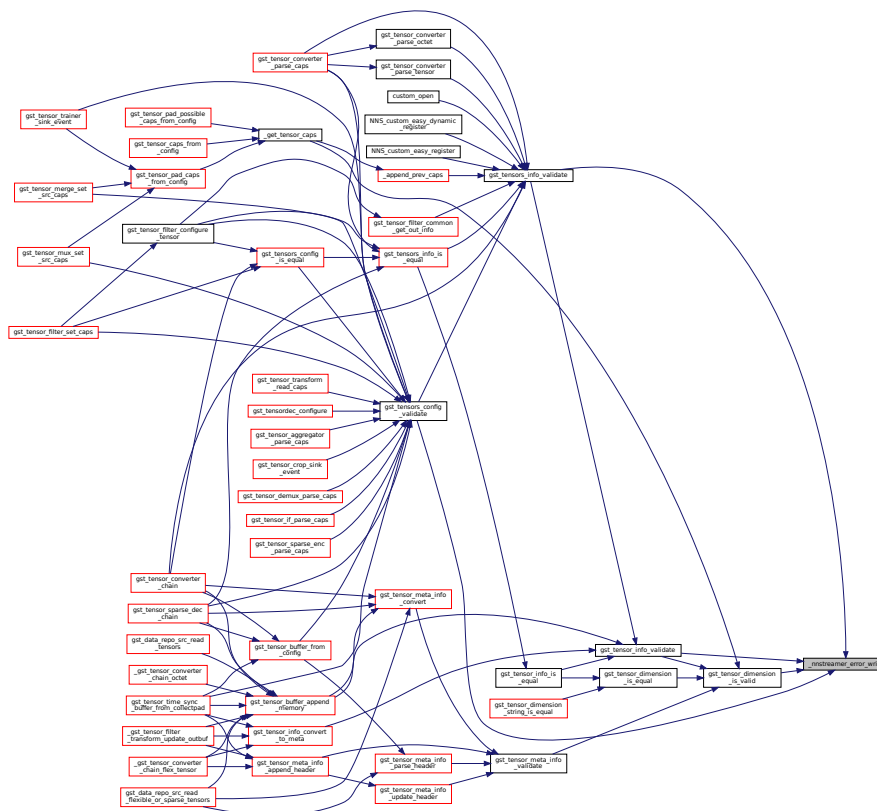 gst_tensor_converter
_parse_octet
gst_tensor_converter
_parse_caps
gst_tensor_converter
_parse_tensor
custom_open
gst_tensor_trainer
_sink_event
gst_tensor_pad_possible
_caps_from_config
NNS_custom_easy_dynamic
_register
_get_tensor_caps
gst_tensor_caps_from
_config
NNS_custom_easy_register
gst_tensor_pad_caps
_from_config
_append_prev_caps
gst_tensors_info_validate
gst_tensor_merge_set
_src_caps
gst_tensor_filter_common
_get_out_info
gst_tensor_filter_configure
_tensor
gst_tensor_mux_set
_src_caps
gst_tensors_config
_is_equal
gst_tensors_info_is
_equal
gst_tensor_filter_set_caps
gst_tensor_transform
_read_caps
gst_tensordec_configure
gst_tensors_config
_validate
gst_tensor_aggregator
_parse_caps
gst_tensor_crop_sink
_event
gst_tensor_demux_parse_caps
gst_tensor_if_parse_caps
gst_tensor_sparse_enc
_parse_caps
gst_tensor_converter
_chain
gst_tensor_meta_info
_convert
gst_tensor_sparse_dec
_chain
gst_data_repo_src_read
_tensors
gst_tensor_buffer_from
_config
gst_tensor_info_validate
_nnstreamer_error_wri
_gst_tensor_converter
_chain_octet
gst_tensor_info_is
_equal
gst_tensor_dimension
_is_equal
gst_tensor_dimension
_is_valid
gst_tensor_time_sync
_buffer_from_collectpad
gst_tensor_buffer_append
_memory
gst_tensor_dimension
_string_is_equal
_gst_tensor_filter
_transform_update_outbuf
gst_tensor_info_convert
_to_meta
_gst_tensor_converter
_chain_flex_tensor
gst_tensor_meta_info
_append_header
gst_tensor_meta_info
_parse_header
gst_tensor_meta_info
_validate
gst_data_repo_src_read
_flexible_or_sparse_tensors
gst_tensor_meta_info
_update_header